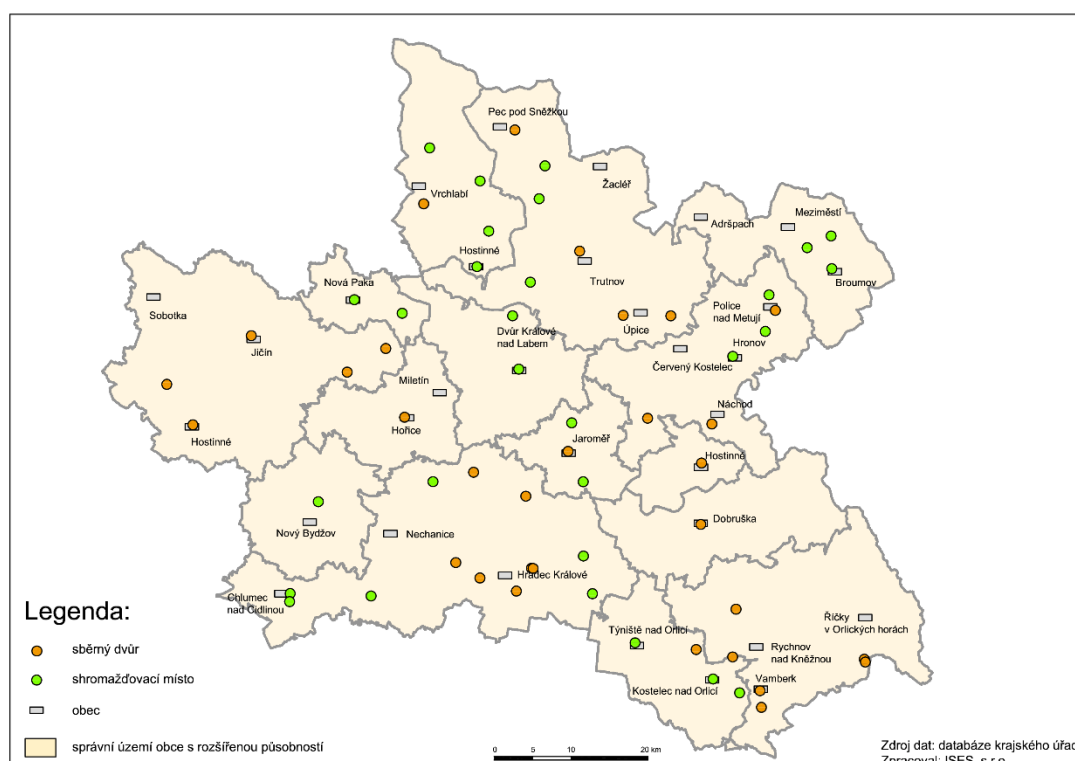 Pec pod Sněžkou
Žacléř
Vrchlabí
Adršpach
Meziměstí
Hostinné
Trutnov
Broumov
Nová Paka
Sobotka
Police
nad Metují
Úpice
Dvůr Králové
nad Labem
Hronov
Jičín
Červený Kostelec
Miletín
Náchod
Hořice
Hostinné
Jaroměř
Hostinné
Nový Bydžov
Nechanice
Dobruška
Hradec Králové
Chlumec
nad Cidlinou
Říčky
v Orlických horách
Týniště nad Orlicí
Rychnov
nad Kněžnou
Vamberk
Kostelec nad Orlicí
Legenda:
sběrný dvůr
shromažďovací místo
obec
správní území obce s rozšířenou působností
0 5 10 20 km
Zdroj dat: databáze krajského úřad
Zpracoval: ISES, s.r.o.